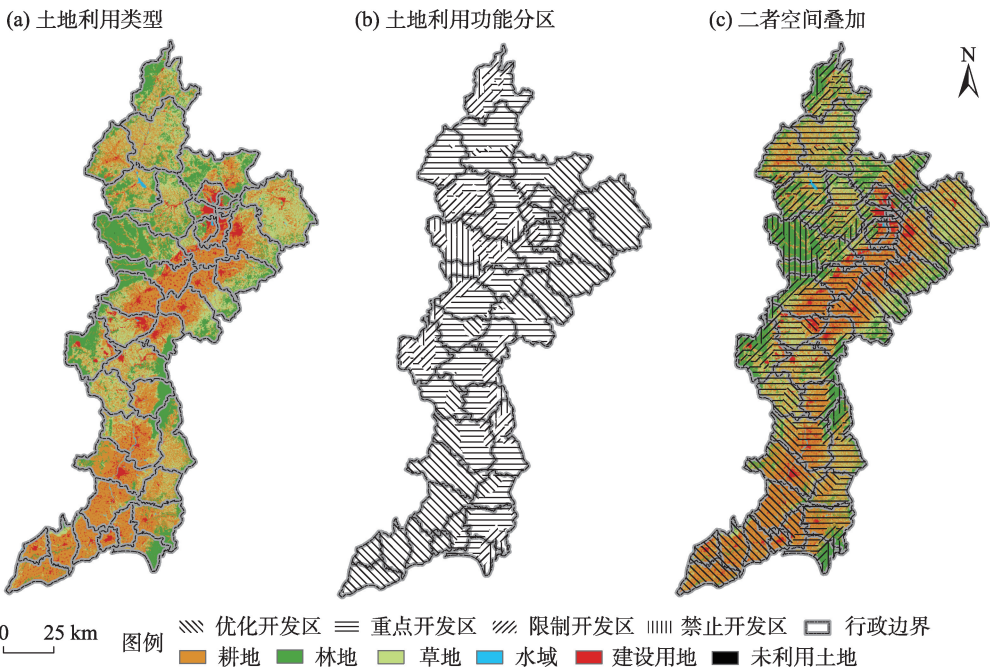 (a) 土地利用类型 (b) 土地利用功能分区 (c) 二者空间叠加
N
0 25 km 图例 优化开发区 重点开发区 限制开发区 禁止开发区 行政边界
耕地 林地 草地 水域 建设用地 未利用土地